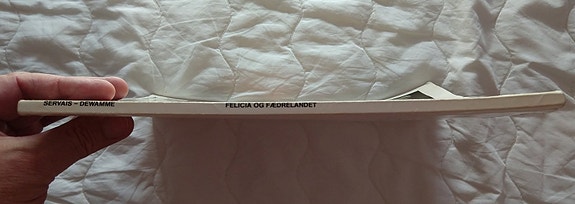 SERVAIS – DEWAMME
FELICIA OG FÆDRELANDET